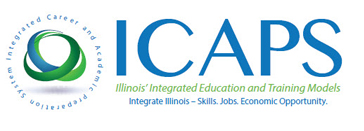 Integrated Career and Academic Preparation System
ICAPS
Illinois' Integrated Education and Training Models
Integrate Illinois – Skills. Jobs. Economic Opportunity.